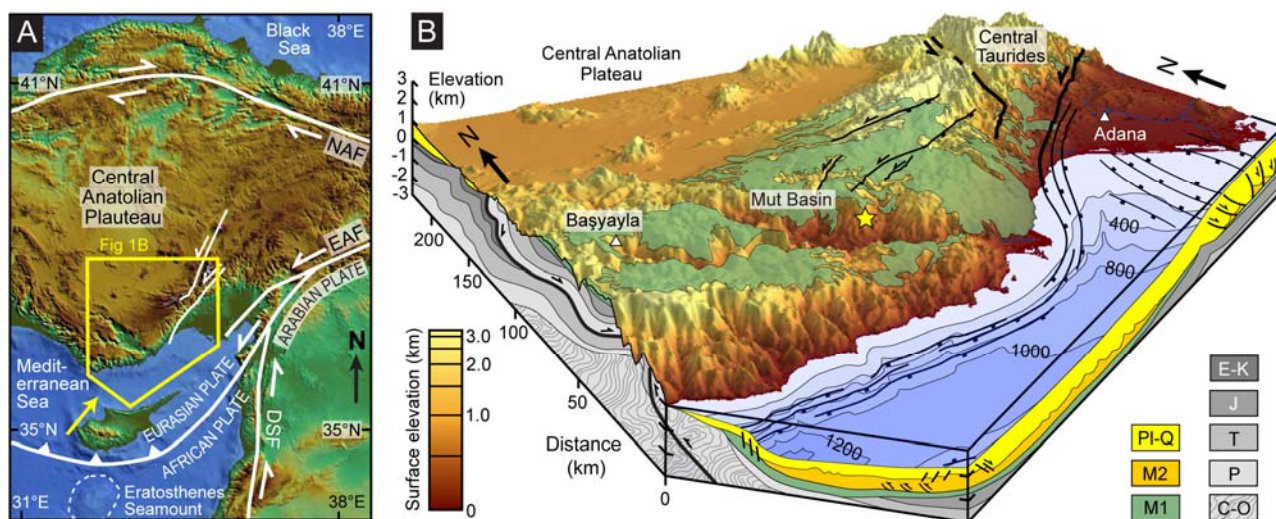 A
Black
Sea
38°E
41°N
41°N
NAF
Central
Anatolian
Plauteau
Fig 1B
EAF
ARABIAN PLATE
N
Medit-
erranean
Sea
EURASIAN PLATE
AFRICAN PLATE
DSF
35°N
35°N
31°E
Eratosthenes
Seamount
38°E
B
Central Anatolian
Plateau
Central
Taurides
N
3
2
1
0
-1
-2
-3
Elevation
(km)
N
Adana
Mut Basin
Başyayla
200
150
100
50
0
Distance
(km)
400
800
1000
1200
Surface elevation (km)
3.0
2.0
1.0
0
E-K
J
Pl-Q
T
M2
P
M1
C-O